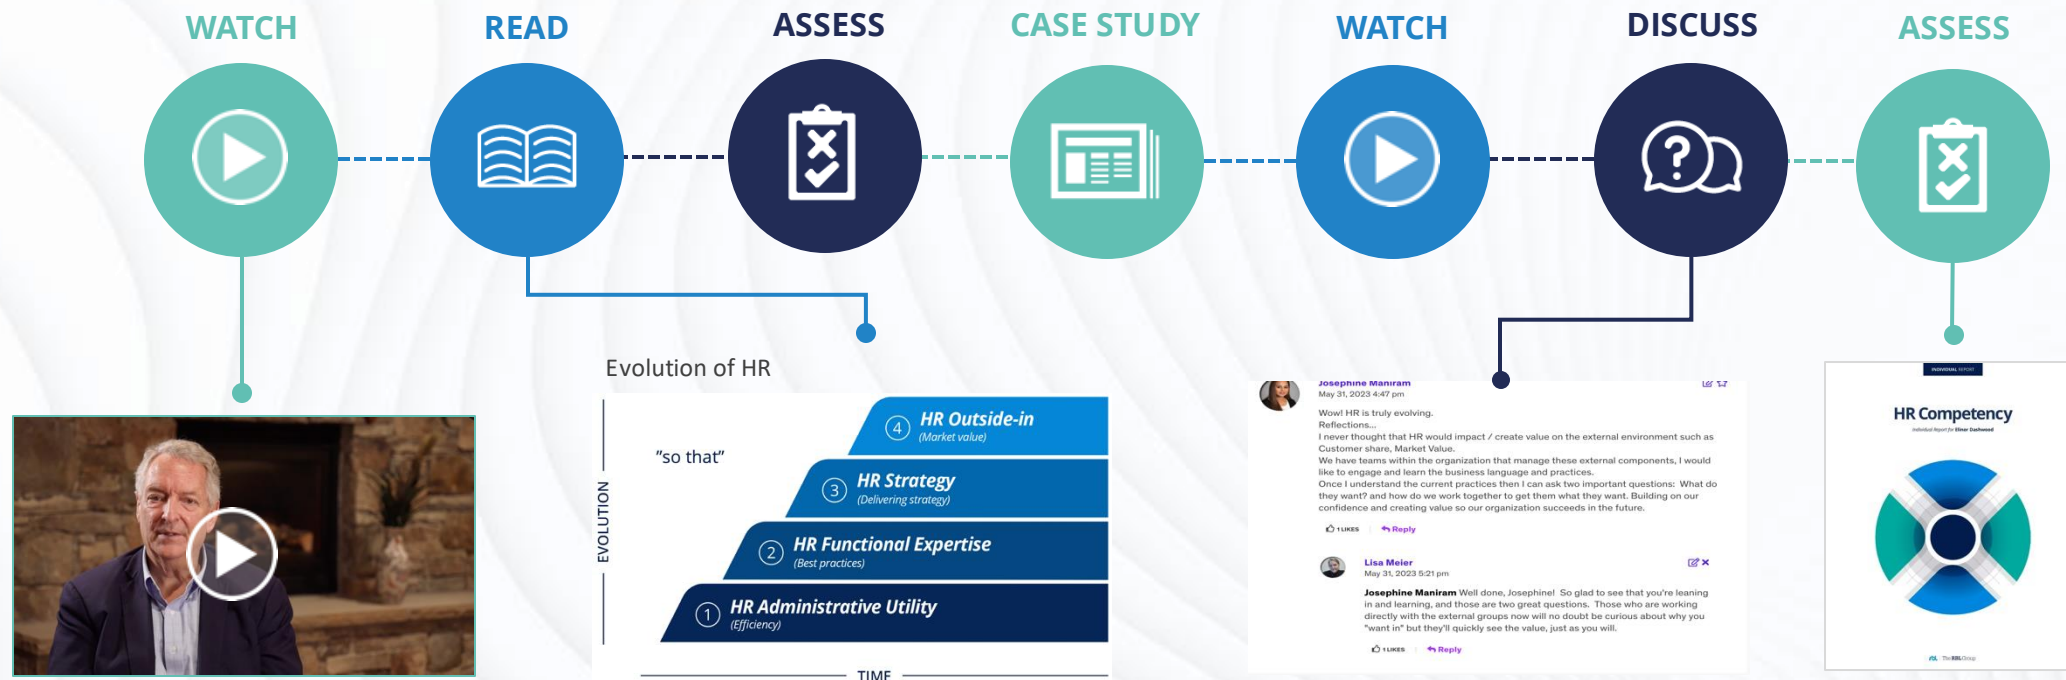 WATCH
READ
ASSESS
CASE STUDY
WATCH
DISCUSS
ASSESS
Evolution of HR
EVOLUTION
"so that"
4 HR Outside-in
(Market value)
3 HR Strategy
(Delivering strategy)
2 HR Functional Expertise
(Best practices)
1 HR Administrative Utility
(Efficiency)
TIME
Josephine Maniram
May 31, 2023 4:47 pm
Wow! HR is truly evolving.
Reflections...
I never thought that HR would impact / create value on the external environment such as
Customer share, Market Value.
We have teams within the organization that manage these external components, I would
like to engage and learn the business language and practices.
Once I understand the current practices then I can ask two important questions: What do
they want? and how do we work together to get them what they want. Building on our
confidence and creating value so our organization succeeds in the future.
1 LIKES Reply
Lisa Meier
May 31, 2023 5:21 pm
Josephine Maniram Well done, Josephine! So glad to see that you're leaning
in and learning, and those are two great questions. Those who are working
directly with the external groups now will no doubt be curious about why you
"want in" but they'll quickly see the value, just as you will.
1 LIKES Reply
INDIVIDUAL REPORT
HR Competency
Individual Report for Elinor Dashwood
The RBL Group